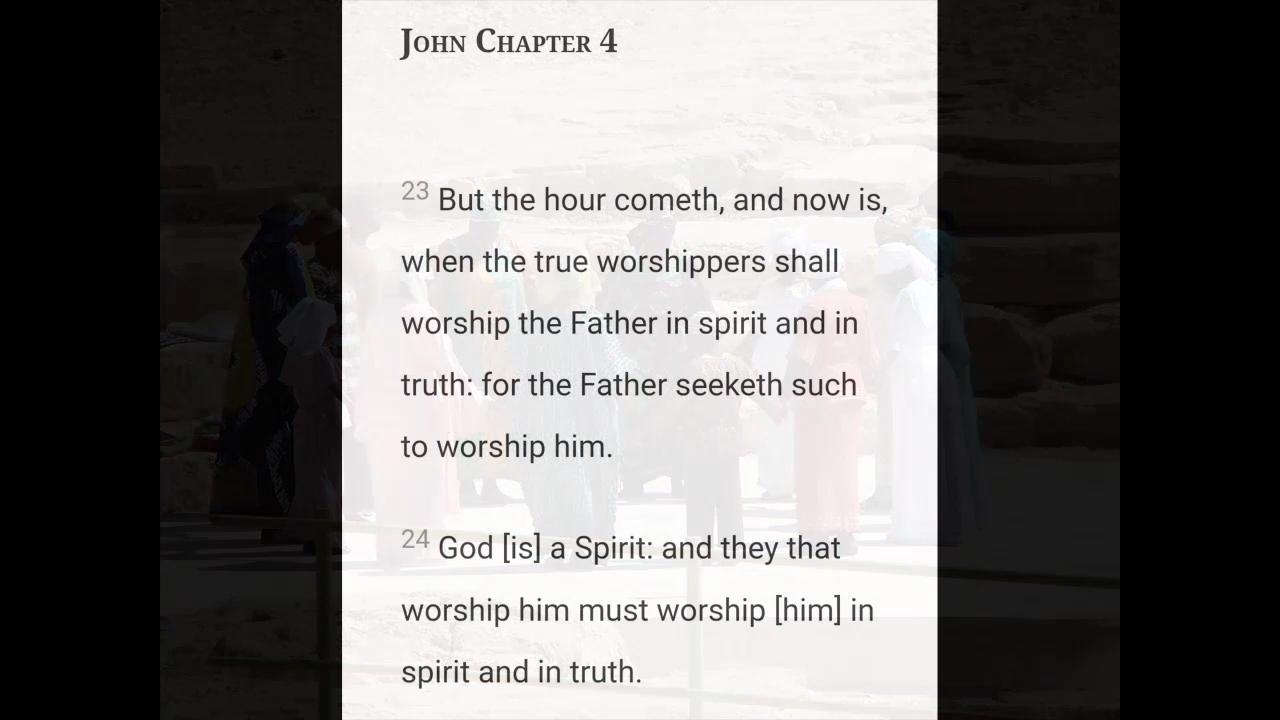 John Chapter 4
23 But the hour cometh, and now is,
when the true worshippers shall
worship the Father in spirit and in
truth: for the Father seeketh such
to worship him.
24 God [is] a Spirit: and they that
worship him must worship [him] in
spirit and in truth.